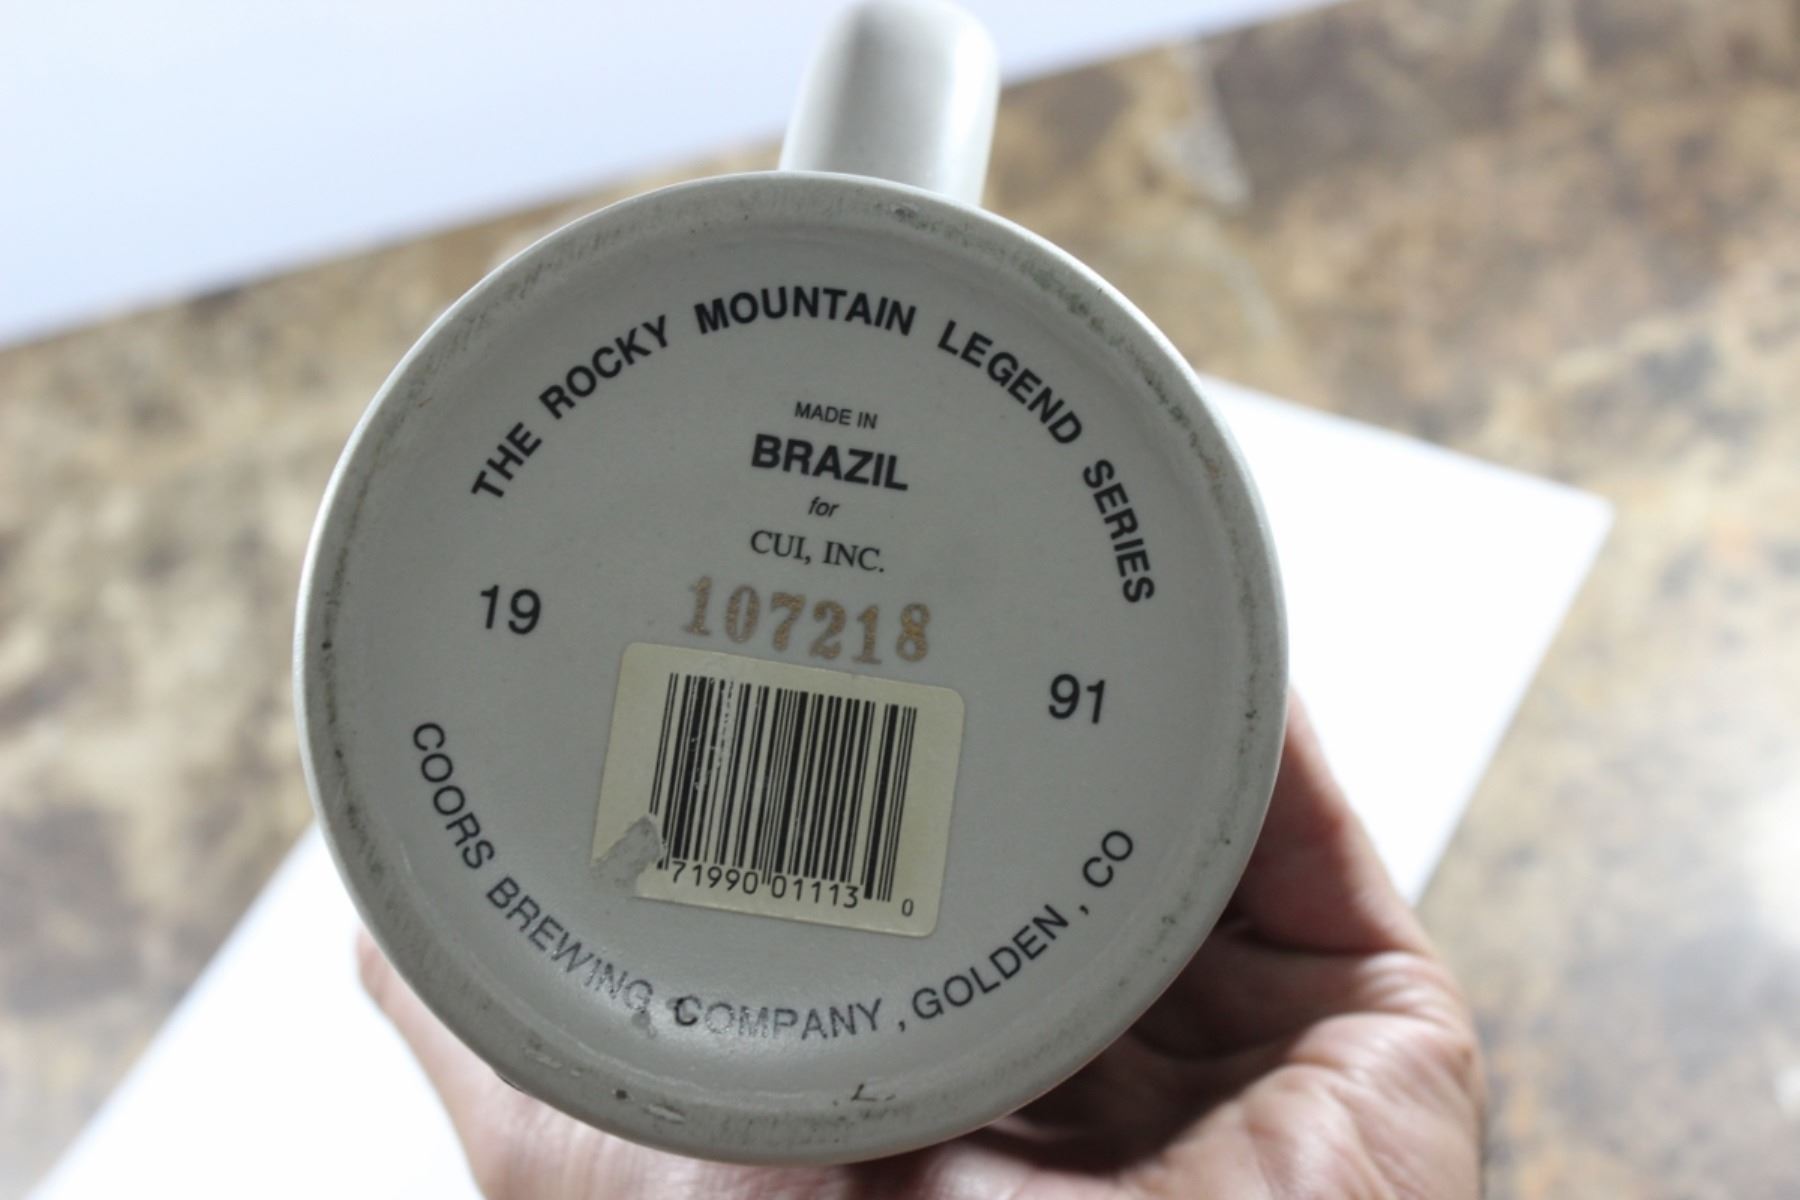 THE ROCKY MOUNTAIN LEGEND SERIES
MADE IN
BRAZIL
for
CUI, INC.
107218
19 91
71990 01113 0
COORS BREWING COMPANY, GOLDEN, CO